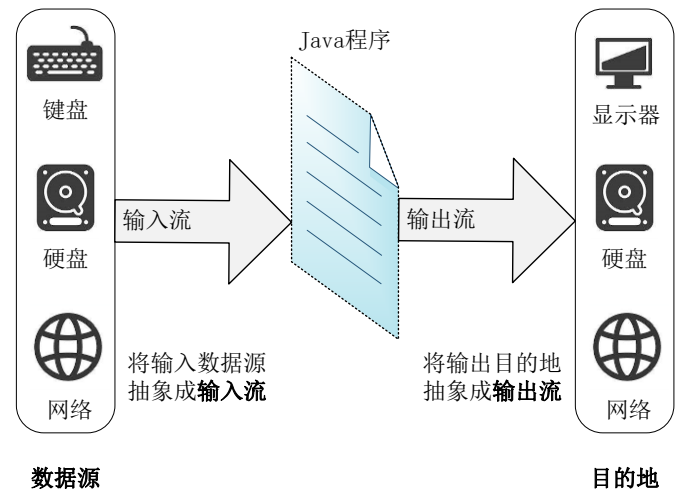 Java程序
键盘
硬盘
网络
数据源
输入流
将输入数据源
抽象成输入流
输出流
将输出目的地
抽象成输出流
显示器
硬盘
网络
目的地